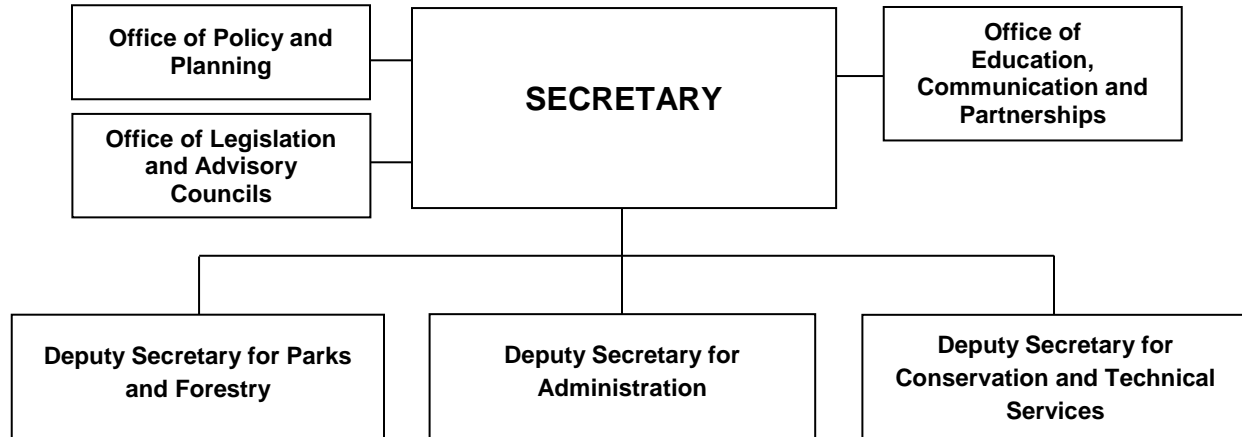 Office of Policy and
Planning
Office of Legislation
and Advisory
Councils
SECRETARY
Office of
Education,
Communication and
Partnerships
Deputy Secretary for Parks
and Forestry
Deputy Secretary for
Administration
Deputy Secretary for
Conservation and Technical
Services